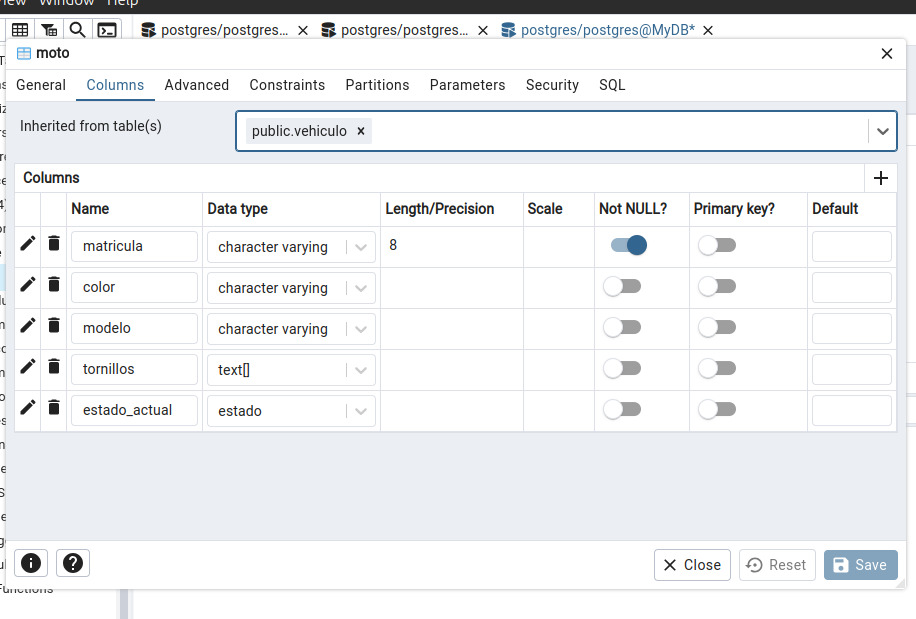 Window Help
postgres/postgres... postgres/postgres... postgres/postgres@MyDB*
moto
General Columns Advanced Constraints Partitions Parameters Security SQL
Inherited from table(s) public.vehiculo
Columns
Name Data type Length/Precision Scale Not NULL? Primary key? Default
matricula character varying 8
color character varying
modelo character varying
tornillos text[]
estado_actual estado
Close Reset Save